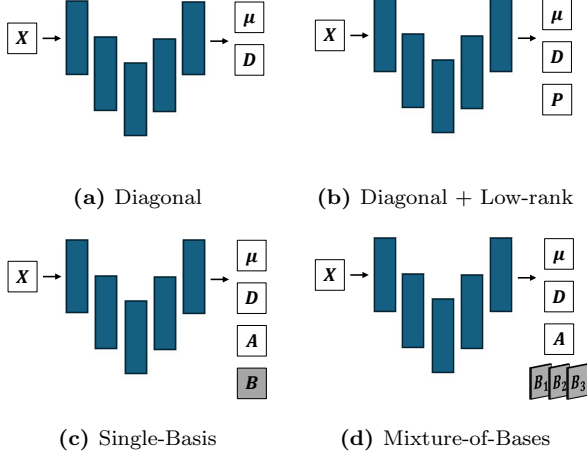 X
μ
D
(a) Diagonal
X
μ
D
P
(b) Diagonal + Low-rank
X
μ
D
A
B
(c) Single-Basis
X
μ
D
A
B₁ B₂ B₃
(d) Mixture-of-Bases